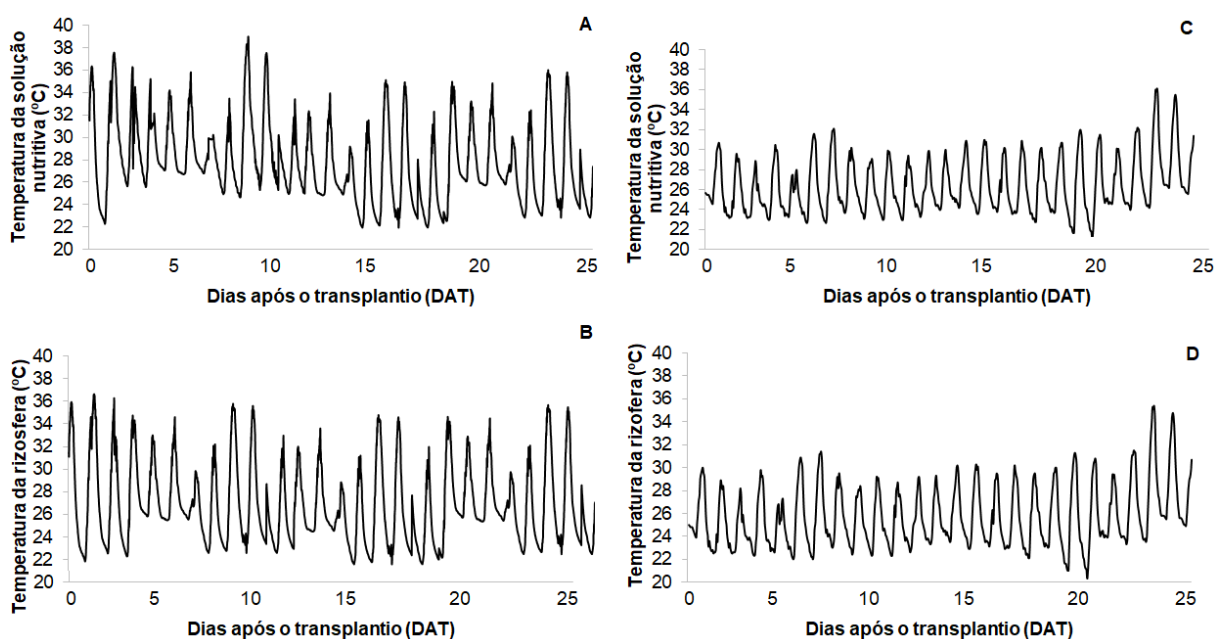 A
Temperatura da solução
nutritiva (ºC)
40
38
36
34
32
30
28
26
24
22
20
0 5 10 15 20 25
Dias após o transplantio (DAT)
C
Temperatura da solução
nutritiva (ºC)
40
38
36
34
32
30
28
26
24
22
20
0 5 10 15 20 25
Dias após o transplantio (DAT)
B
Temperatura da rizosfera (ºC)
40
38
36
34
32
30
28
26
24
22
20
0 5 10 15 20 25
Dias após o transplantio (DAT)
D
Temperatura da rizofera (ºC)
40
38
36
34
32
30
28
26
24
22
20
0 5 10 15 20 25
Dias após o transplantio (DAT)